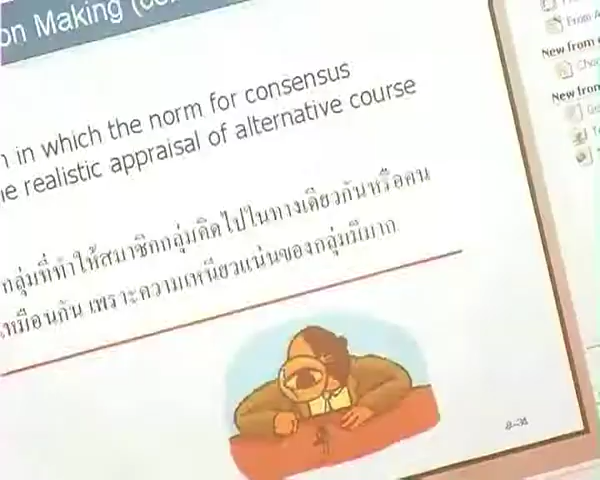 on Making (co
n in which the norm for consensus
he realistic appraisal of alternative course
กลุ่มที่ทำให้สมาชิกกลุ่มคิดไปในทางเดียวกันหรือคน
เหมือนกัน เพราะความเหนียวแน่นของกลุ่มมีมาก
From
New from
New from